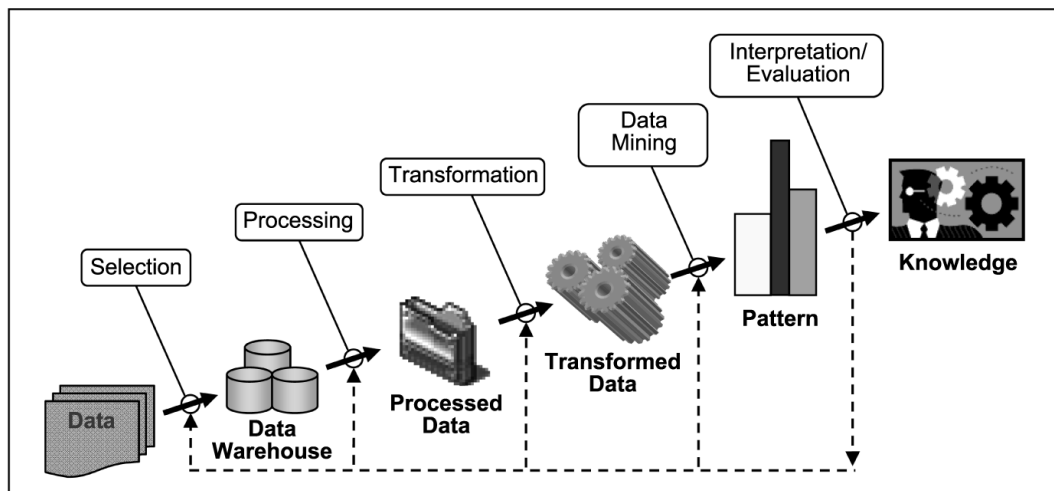 Interpretation/
Evaluation
Data
Mining
Transformation
Processing
Selection
Knowledge
Pattern
Transformed
Data
Processed
Data
Data
Warehouse
Data